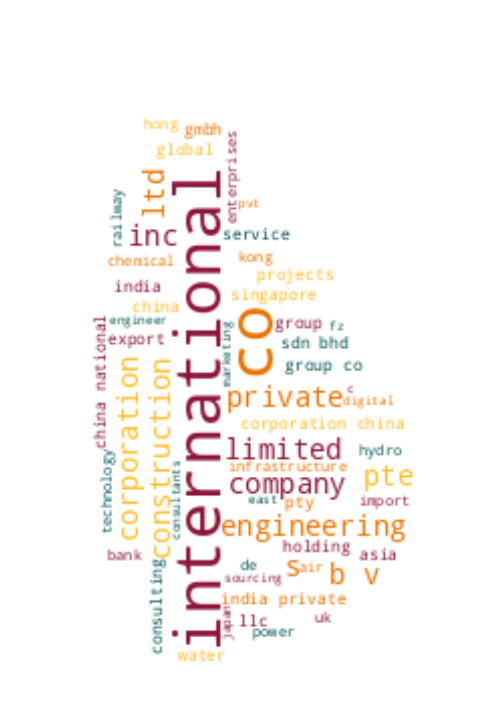 hong
gmbh
global
enterprises
ltd
international
pvt
railway
inc
service
chemical
kong
projects
india
singapore
china
co
engineer
group
fz
china national
marketing
export
sdn bhd
group co
corporation
construction
private
c
digital
corporation china
limited
hydro
technology
consultants
infrastructure
company
pte
east
pty
import
engineering
bank
holding
asia
consulting
de
s
air
b v
sourcing
india private
japan
llc
uk
power
water